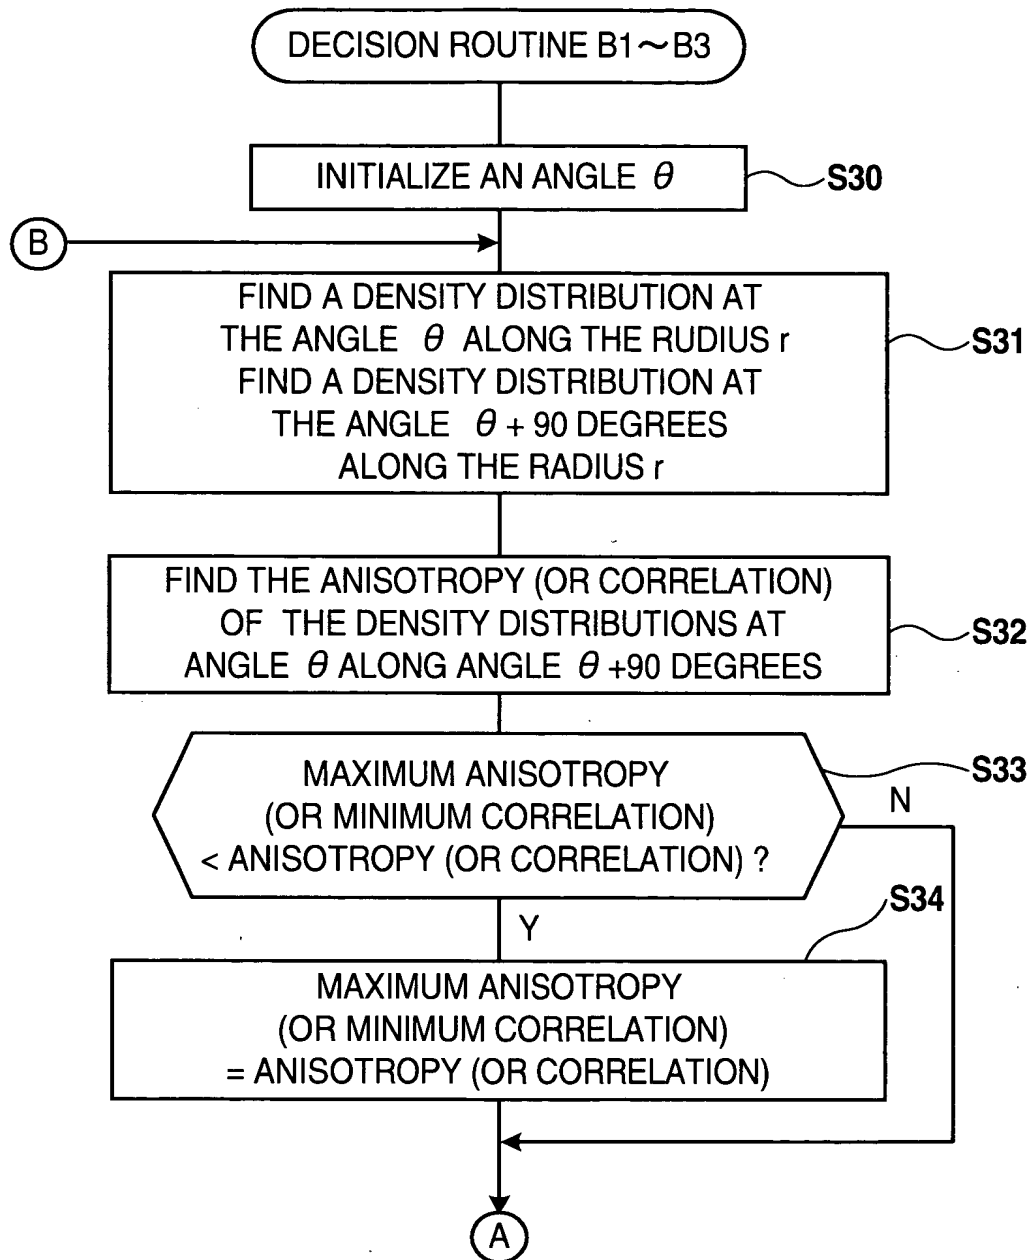 DECISION ROUTINE B1～B3
INITIALIZE AN ANGLE θ
S30
B
FIND A DENSITY DISTRIBUTION AT
THE ANGLE θ ALONG THE RUDIUS r
FIND A DENSITY DISTRIBUTION AT
THE ANGLE θ + 90 DEGREES
ALONG THE RADIUS r
S31
FIND THE ANISOTROPY (OR CORRELATION)
OF THE DENSITY DISTRIBUTIONS AT
ANGLE θ ALONG ANGLE θ +90 DEGREES
S32
MAXIMUM ANISOTROPY
(OR MINIMUM CORRELATION)
< ANISOTROPY (OR CORRELATION) ?
S33
N
Y
S34
MAXIMUM ANISOTROPY
(OR MINIMUM CORRELATION)
= ANISOTROPY (OR CORRELATION)
A